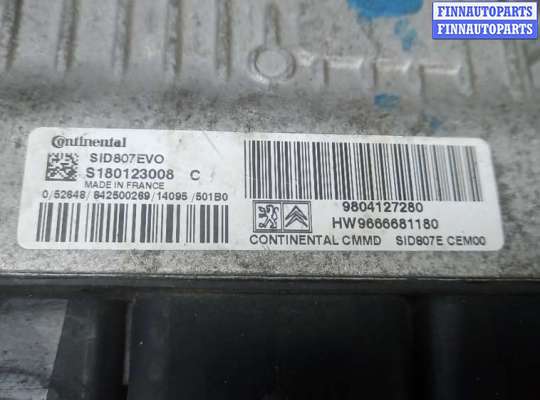 FINNAUTOPARTS
FINNAUTOPARTS
Continental
SID807EVO
S180123008 C
MADE IN FRANCE
0/52648/842500269/14095/501B0
9804127280
HW9666681180
CONTINENTAL CMMD SID807E CEM00